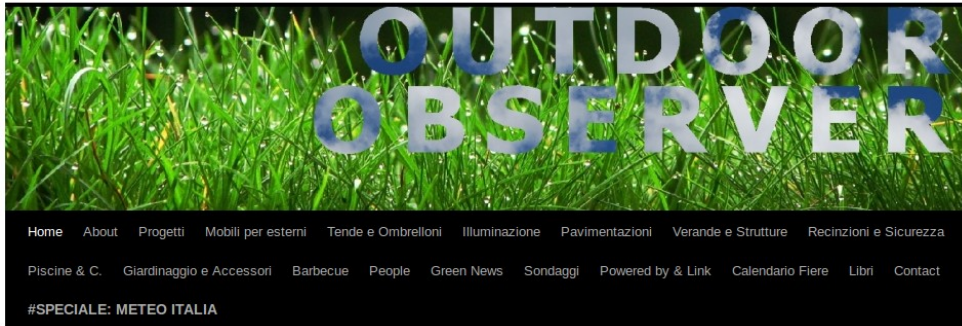 OUTDOOR
OBSERVER
Home About Progetti Mobili per esterni Tende e Ombrelloni Illuminazione Pavimentazioni Verande e Strutture Recinzioni e Sicurezza
Piscine & C. Giardinaggio e Accessori Barbecue People Green News Sondaggi Powered by & Link Calendario Fiere Libri Contact
#SPECIALE: METEO ITALIA